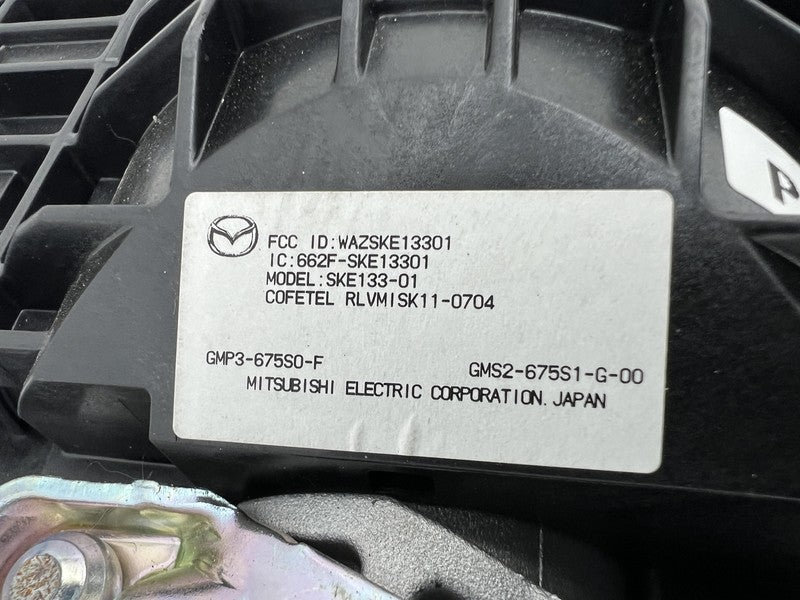 FCC ID:WAZSKE13301
IC:662F-SKE13301
MODEL:SKE133-01
COFETEL RLVMISK11-0704
GMP3-675S0-F GMS2-675S1-G-00
MITSUBISHI ELECTRIC CORPORATION.JAPAN